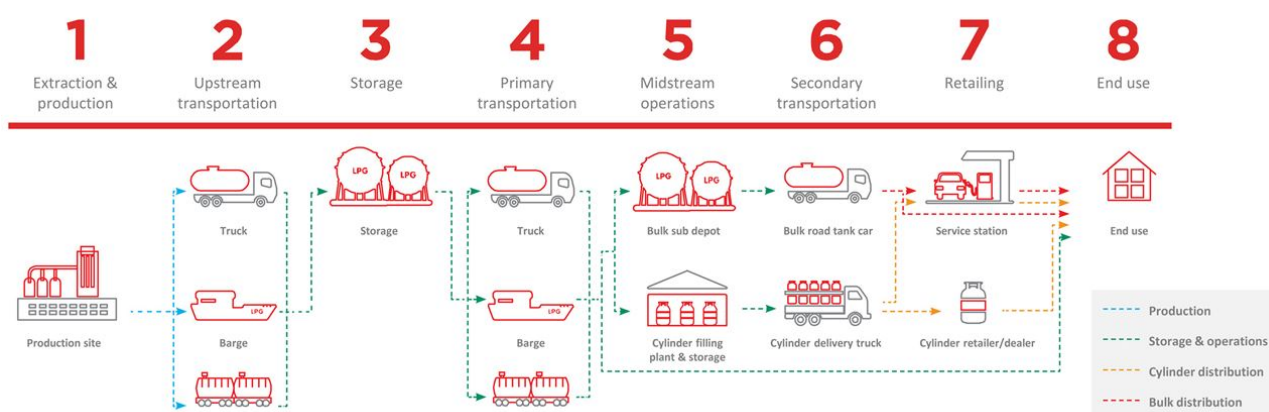 1
2
3
4
5
6
7
8
Extraction &
production
Upstream
transportation
Storage
Primary
transportation
Midstream
operations
Secondary
transportation
Retailing
End use
LPG
LPG
LPG
LPG
Truck
Storage
Truck
Bulk sub depot
Bulk road tank car
Service station
End use
LPG
LPG
Production site
Barge
Barge
Cylinder filling
plant & storage
Cylinder delivery truck
Cylinder retailer/dealer
Production
Storage & operations
Cylinder distribution
Bulk distribution